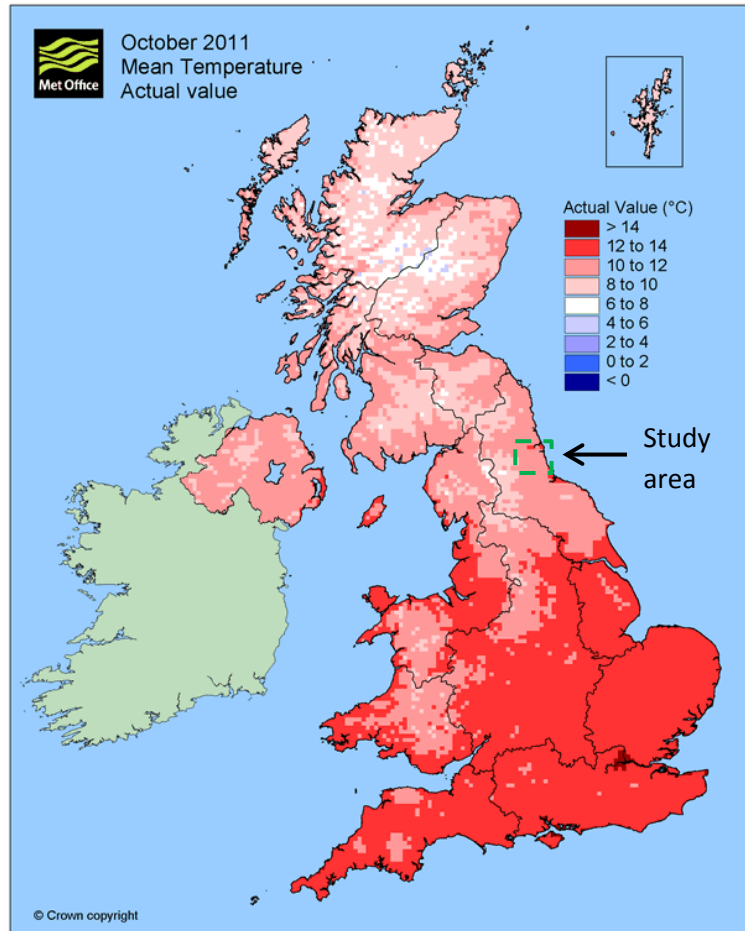 Met Office
October 2011
Mean Temperature
Actual value
Actual Value (°C)
> 14
12 to 14
10 to 12
8 to 10
6 to 8
4 to 6
2 to 4
0 to 2
< 0
Study
area
© Crown copyright